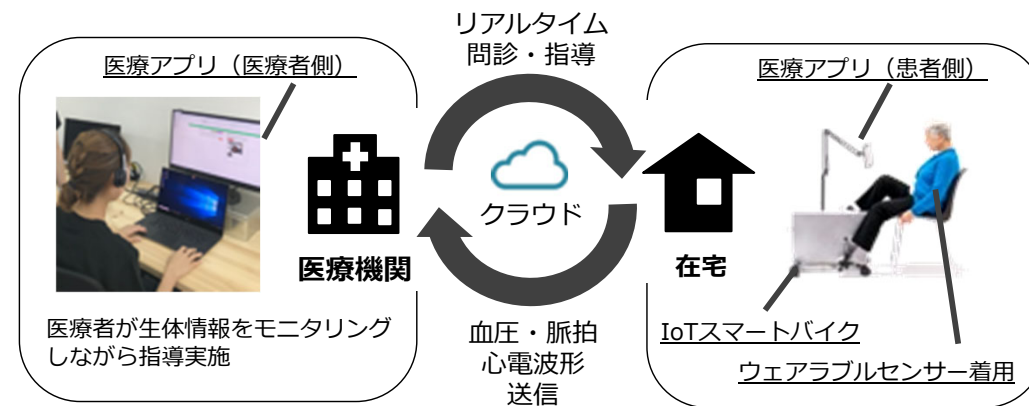 リアルタイム
問診・指導
医療アプリ（医療者側）
医療機関
医療者が生体情報をモニタリング
しながら指導実施
クラウド
血圧・脈拍
心電波形
送信
医療アプリ（患者側）
在宅
IoTスマートバイク
ウェアラブルセンサー着用